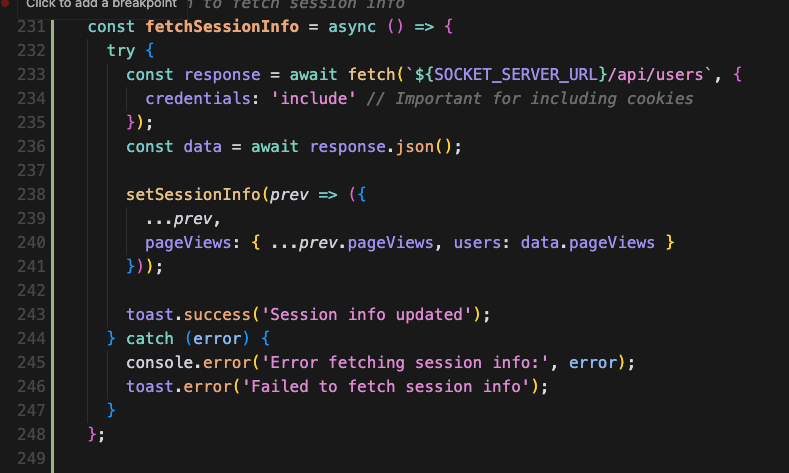 Click to add a breakpoint n to fetch session info
231 const fetchSessionInfo = async () => {
232 try {
233 const response = await fetch(`${SOCKET_SERVER_URL}/api/users`, {
234 credentials: 'include' // Important for including cookies
235 });
236 const data = await response.json();
237
238 setSessionInfo(prev => ({
239 ...prev,
240 pageViews: { ...prev.pageViews, users: data.pageViews }
241 }));
242
243 toast.success('Session info updated');
244 } catch (error) {
245 console.error('Error fetching session info:', error);
246 toast.error('Failed to fetch session info');
247 }
248 };
249